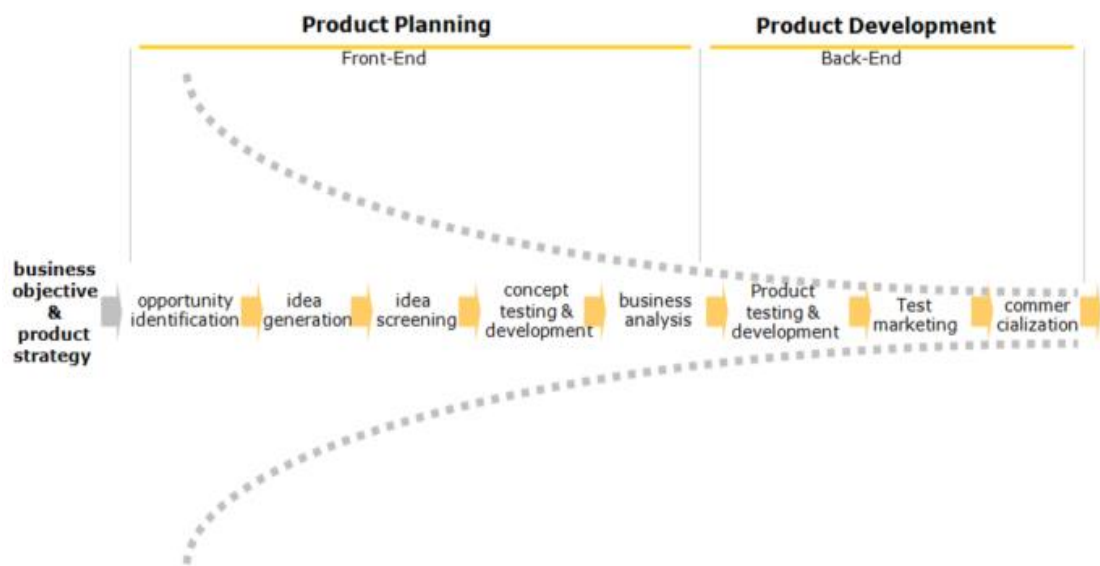 Product Planning
Product Development
Front-End
Back-End
business
objective
&
product
strategy
opportunity
identification
idea
generation
idea
screening
concept
testing &
development
business
analysis
Product
testing &
development
Test
marketing
commer
cialization